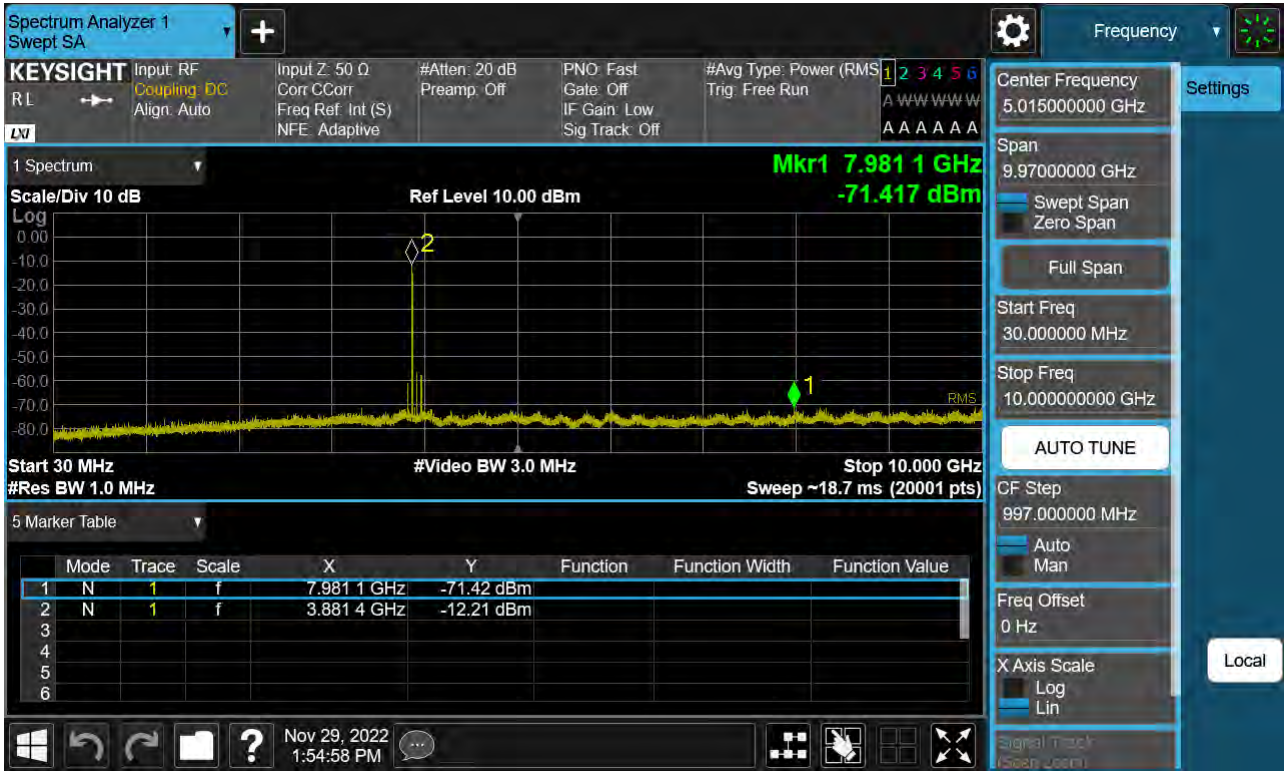 Spectrum Analyzer 1
Swept SA
Frequency
KEYSIGHT
RL
LXI
Input: RF
Coupling: DC
Align: Auto
Input Z: 50 Ω
Corr CCorr
Freq Ref: Int (S)
NFE: Adaptive
#Atten: 20 dB
Preamp: Off
PNO: Fast
Gate: Off
IF Gain: Low
Sig Track: Off
#Avg Type: Power (RMS
Trig: Free Run
1 2 3 4 5 6
A W W W W W
A A A A A A
1 Spectrum
Scale/Div 10 dB
Ref Level 10.00 dBm
Mkr1 7.981 1 GHz
-71.417 dBm
Log
0.00
-10.0
-20.0
-30.0
-40.0
-50.0
-60.0
-70.0
-80.0
2
1
RMS
Start 30 MHz
#Video BW 3.0 MHz
Stop 10.000 GHz
#Res BW 1.0 MHz
Sweep ~18.7 ms (20001 pts)
5 Marker Table
Mode Trace Scale X Y Function Function Width Function Value
1 N 1 f 7.981 1 GHz -71.42 dBm
2 N 1 f 3.881 4 GHz -12.21 dBm
3
4
5
6
Nov 29, 2022
1:54:58 PM
Center Frequency
5.015000000 GHz
Span
9.97000000 GHz
Swept Span
Zero Span
Full Span
Start Freq
30.000000 MHz
Stop Freq
10.000000000 GHz
AUTO TUNE
CF Step
997.000000 MHz
Auto
Man
Freq Offset
0 Hz
X Axis Scale
Log
Lin
Signal Track
(Span Zoom)
Settings
Local